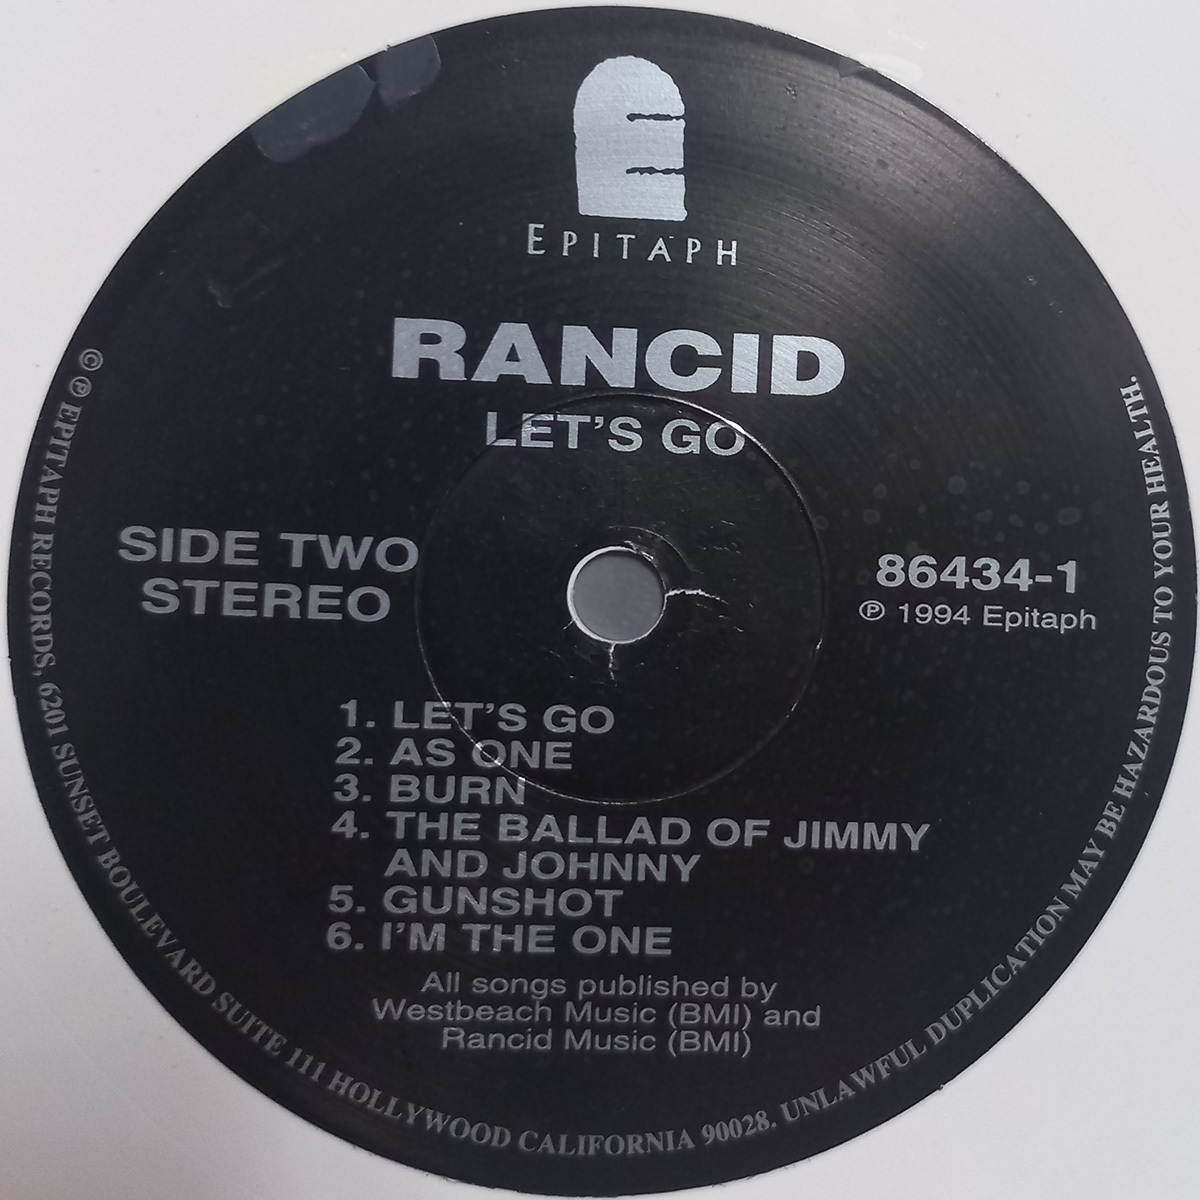 E
EPITAPH
RANCID
LET'S GO
SIDE TWO
STEREO
86434-1
℗ 1994 Epitaph
1. LET'S GO
2. AS ONE
3. BURN
4. THE BALLAD OF JIMMY
AND JOHNNY
5. GUNSHOT
6. I'M THE ONE
All songs published by
Westbeach Music (BMI) and
Rancid Music (BMI)
© ℗ EPITAPH RECORDS, 6201 SUNSET BOULEVARD SUITE 111 HOLLYWOOD CALIFORNIA 90028. UNLAWFUL DUPLICATION MAY BE HAZARDOUS TO YOUR HEALTH.